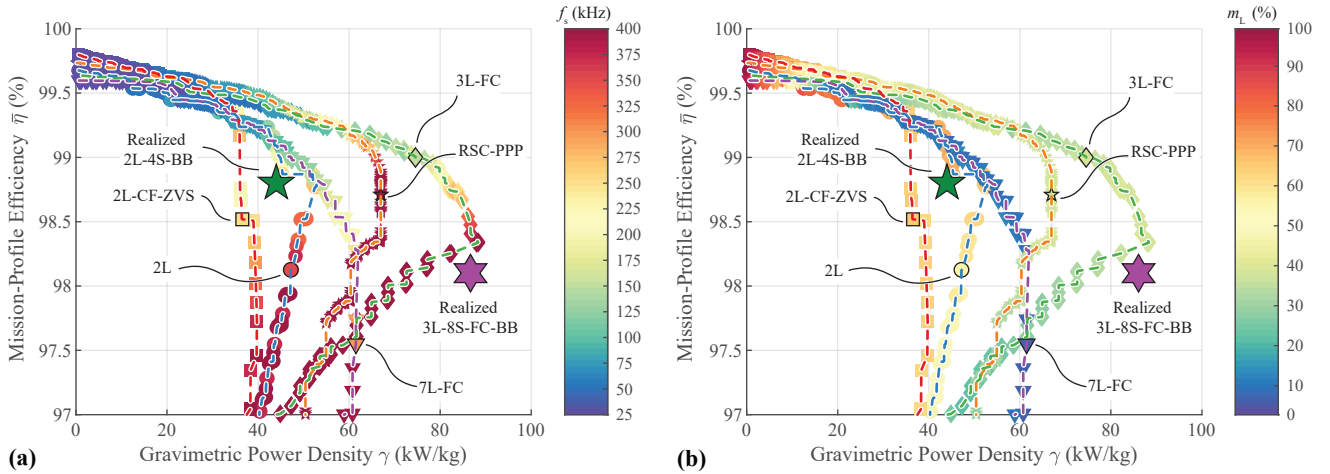 100
99.5
99
98.5
98
97.5
97
0
20
40
60
80
100
Mission-Profile Efficiency η̄ (%)
Gravimetric Power Density γ (kW/kg)
(a)
3L-FC
Realized
2L-4S-BB
RSC-PPP
2L-CF-ZVS
2L
Realized
3L-8S-FC-BB
7L-FC
fs (kHz)
400
375
350
325
300
275
250
225
200
175
150
125
100
75
50
25
100
99.5
99
98.5
98
97.5
97
0
20
40
60
80
100
Mission-Profile Efficiency η̄ (%)
Gravimetric Power Density γ (kW/kg)
(b)
3L-FC
Realized
2L-4S-BB
RSC-PPP
2L-CF-ZVS
2L
Realized
3L-8S-FC-BB
7L-FC
mL (%)
100
90
80
70
60
50
40
30
20
10
0